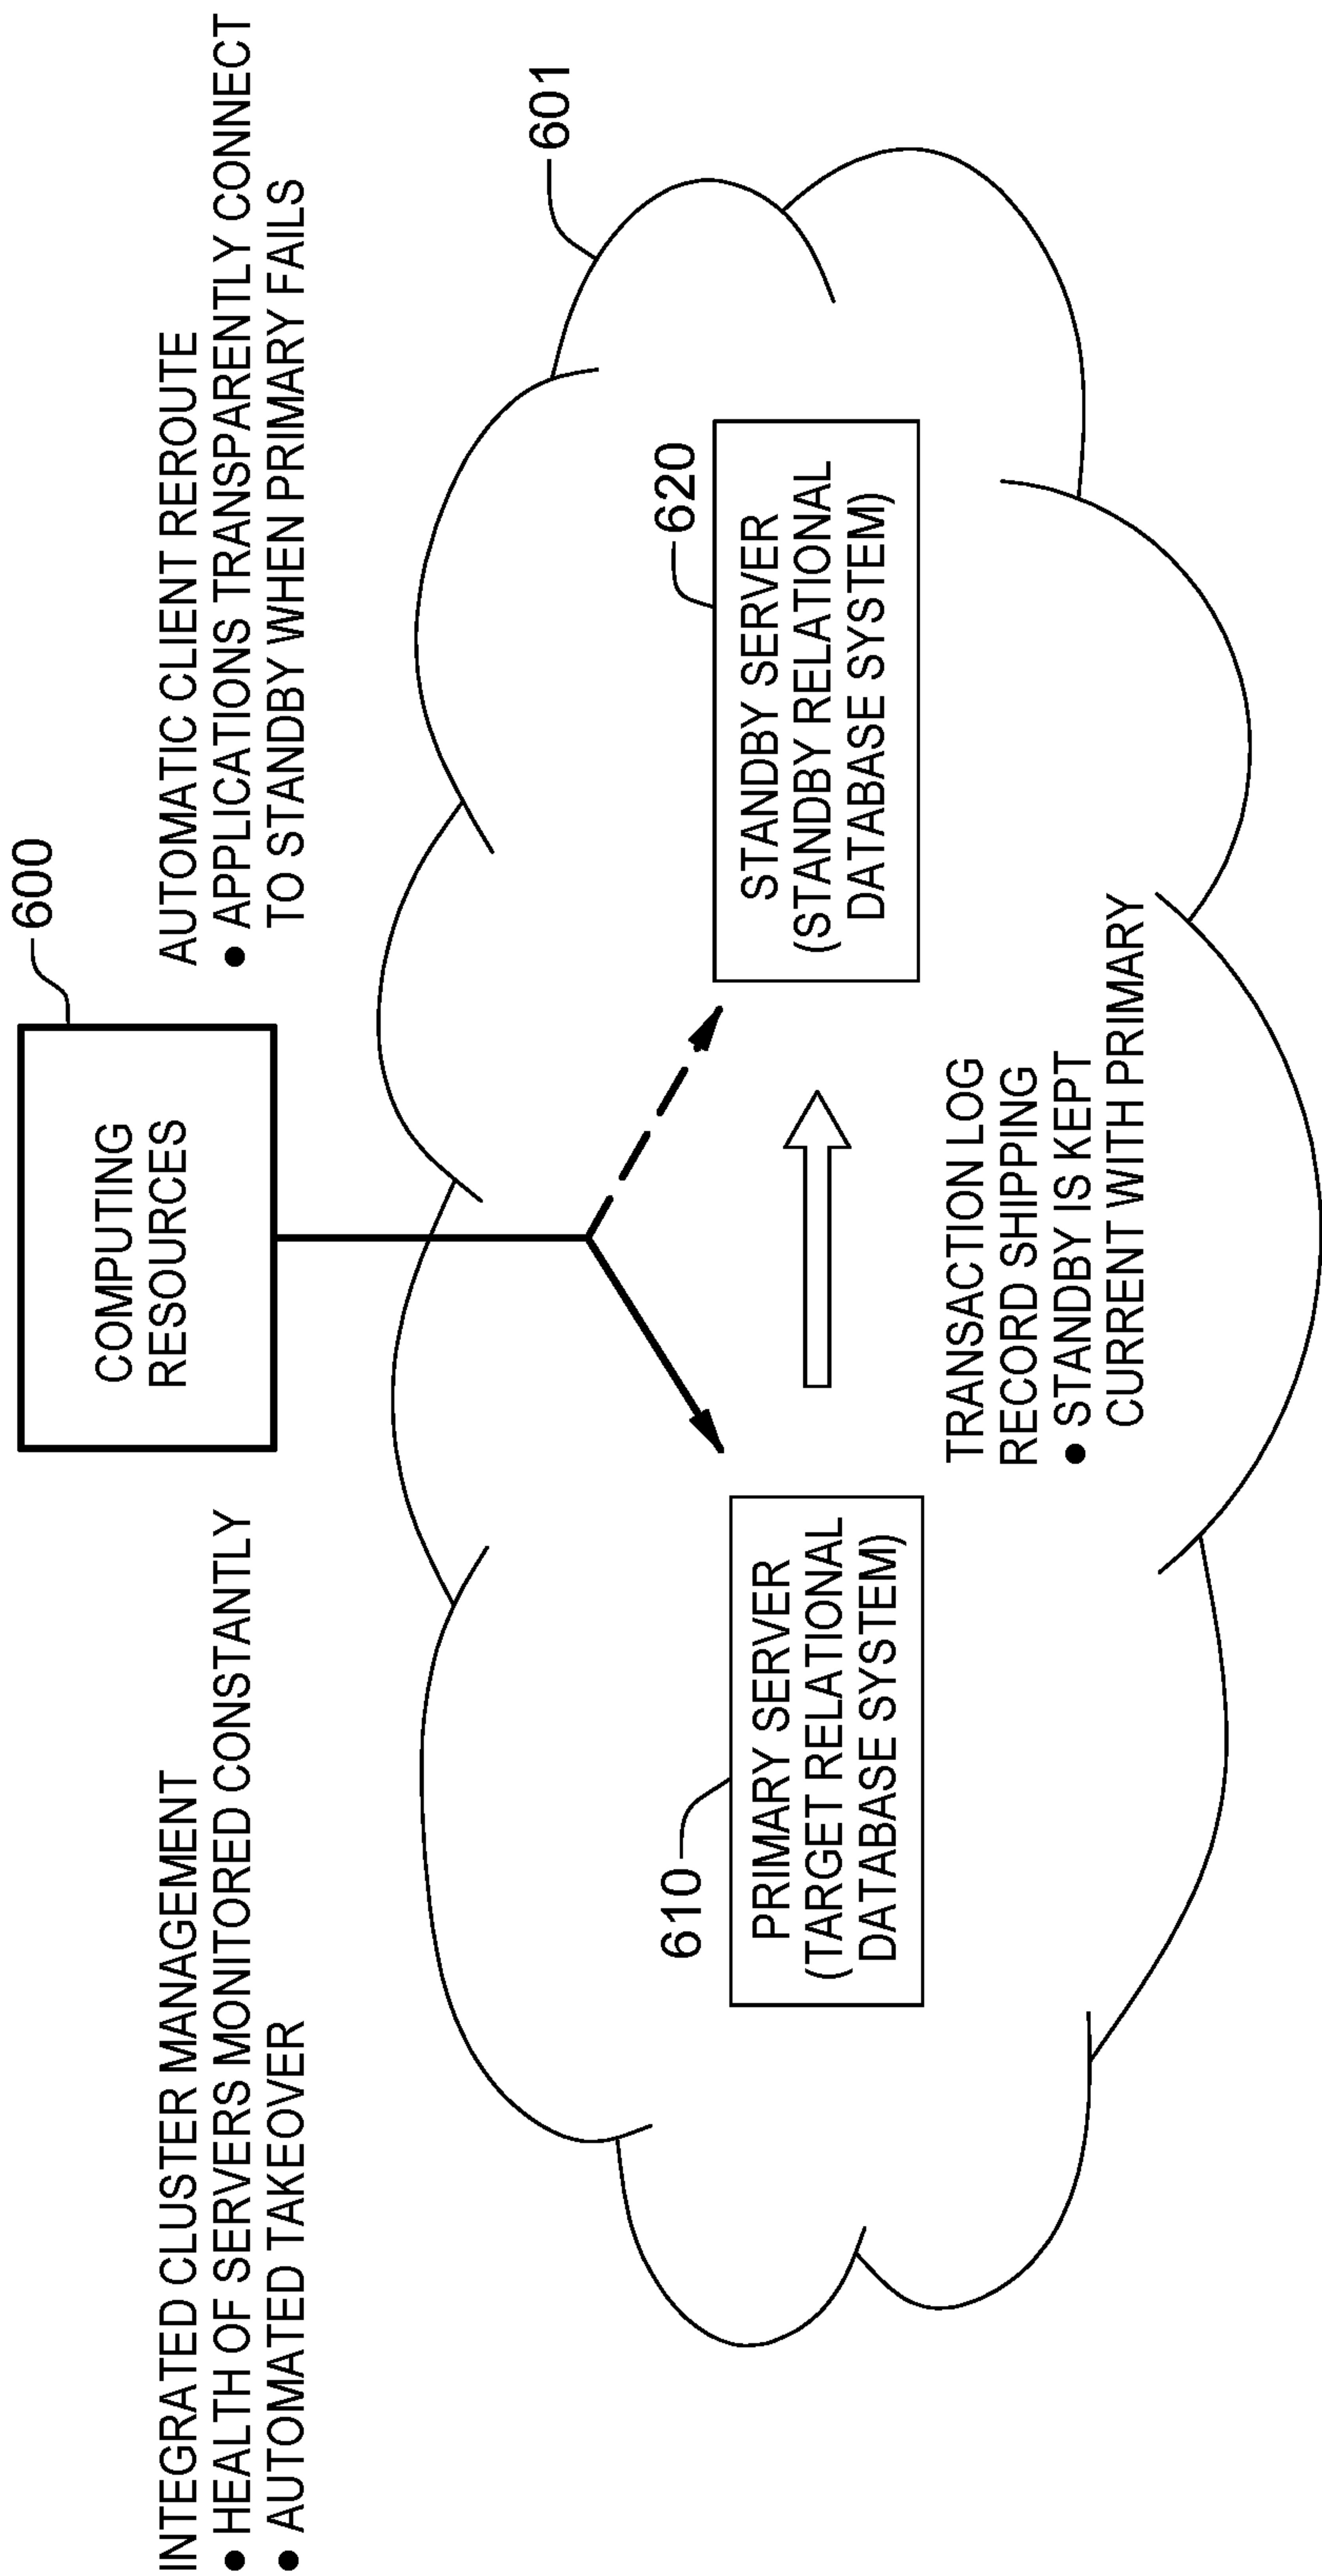 600
COMPUTING
RESOURCES
INTEGRATED CLUSTER MANAGEMENT
● HEALTH OF SERVERS MONITORED CONSTANTLY
● AUTOMATED TAKEOVER
AUTOMATIC CLIENT REROUTE
● APPLICATIONS TRANSPARENTLY CONNECT
TO STANDBY WHEN PRIMARY FAILS
601
610
PRIMARY SERVER
(TARGET RELATIONAL
DATABASE SYSTEM)
620
STANDBY SERVER
(STANDBY RELATIONAL
DATABASE SYSTEM)
TRANSACTION LOG
RECORD SHIPPING
● STANDBY IS KEPT
CURRENT WITH PRIMARY